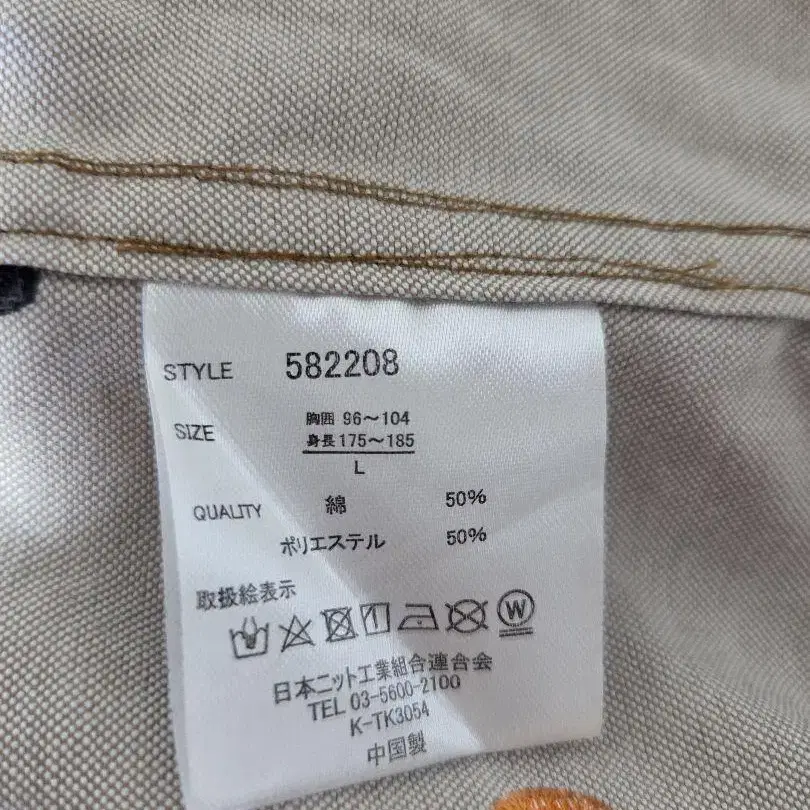 STYLE 582208
SIZE 胸囲 96～104
身長 175～185
L
QUALITY 綿 50%
ポリエステル 50%
取扱絵表示
W
日本ニット工業組合連合会
TEL 03-5600-2100
K-TK3054
中国製